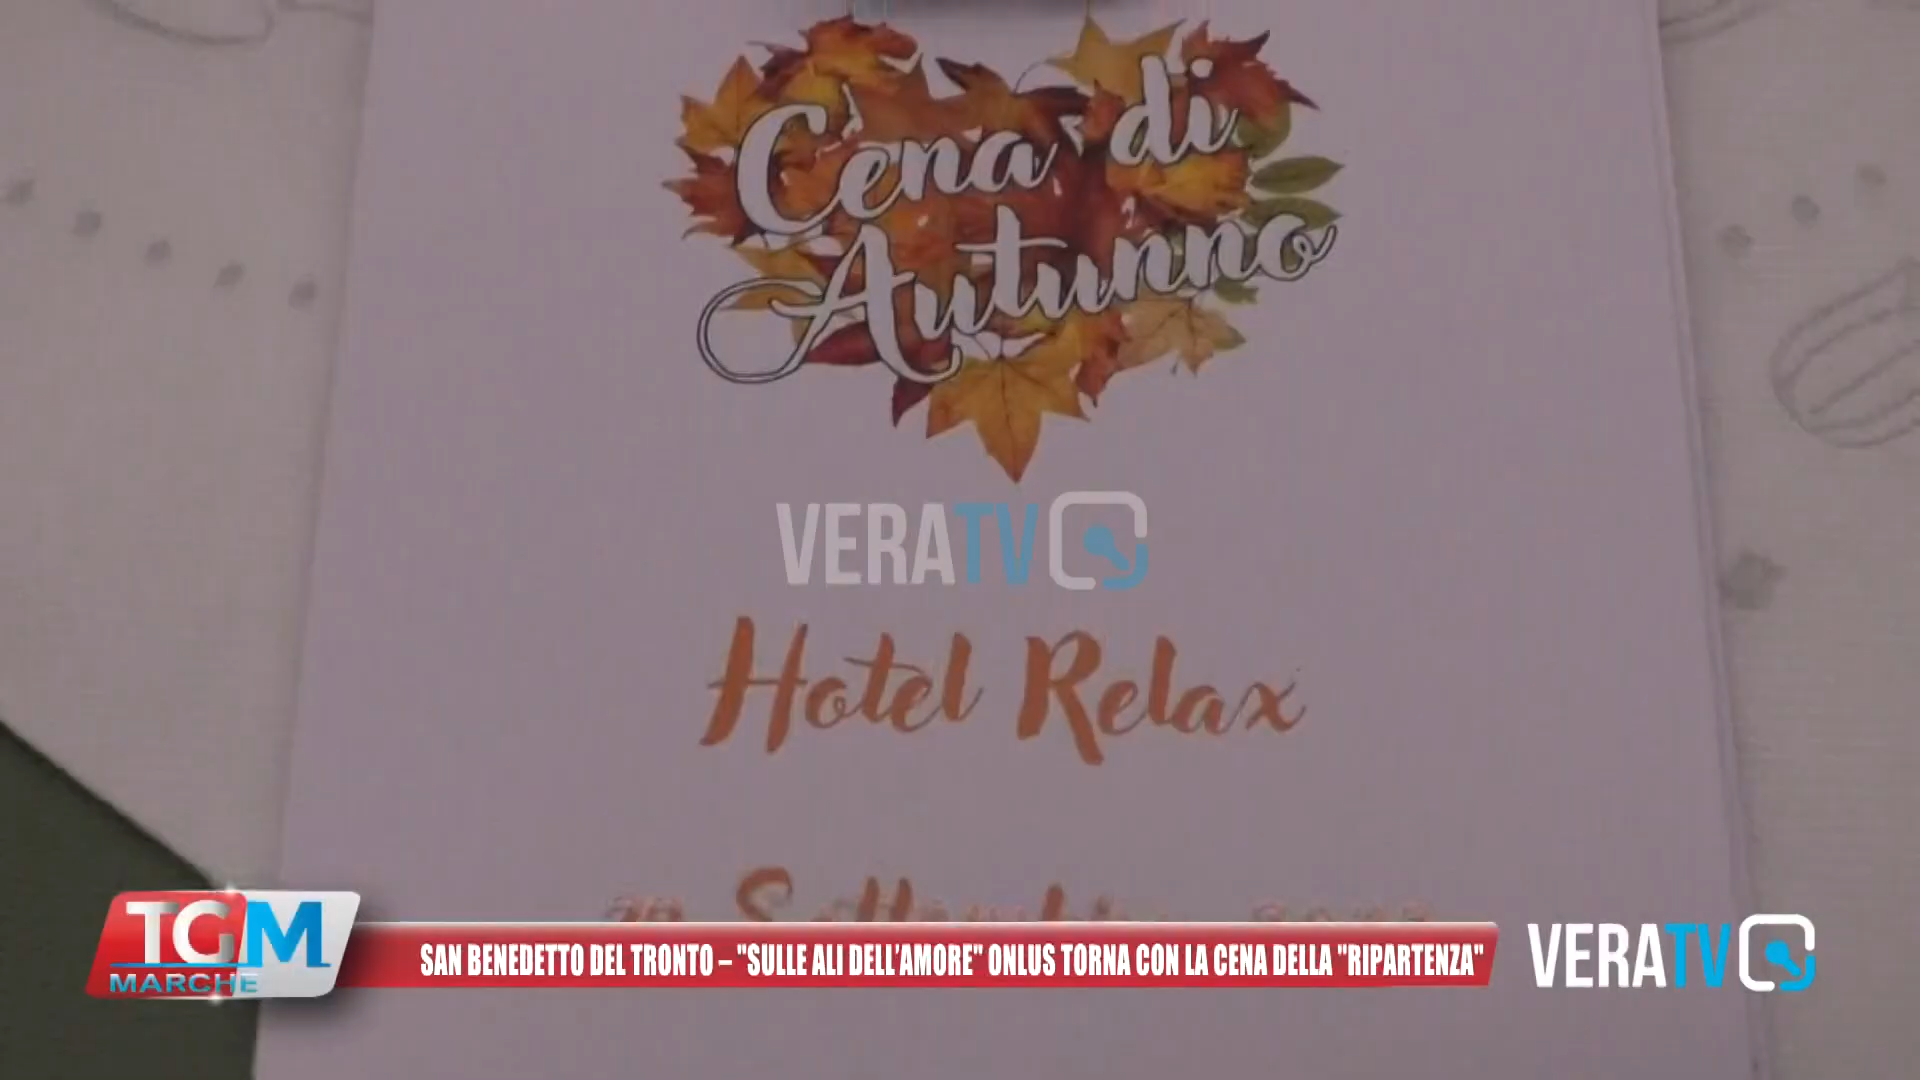 Cena di
Autunno
VERATV
Hotel Relax
Settembre
TGM
MARCHE
SAN BENEDETTO DEL TRONTO – "SULLE ALI DELL'AMORE" ONLUS TORNA CON LA CENA DELLA "RIPARTENZA"
VERATV